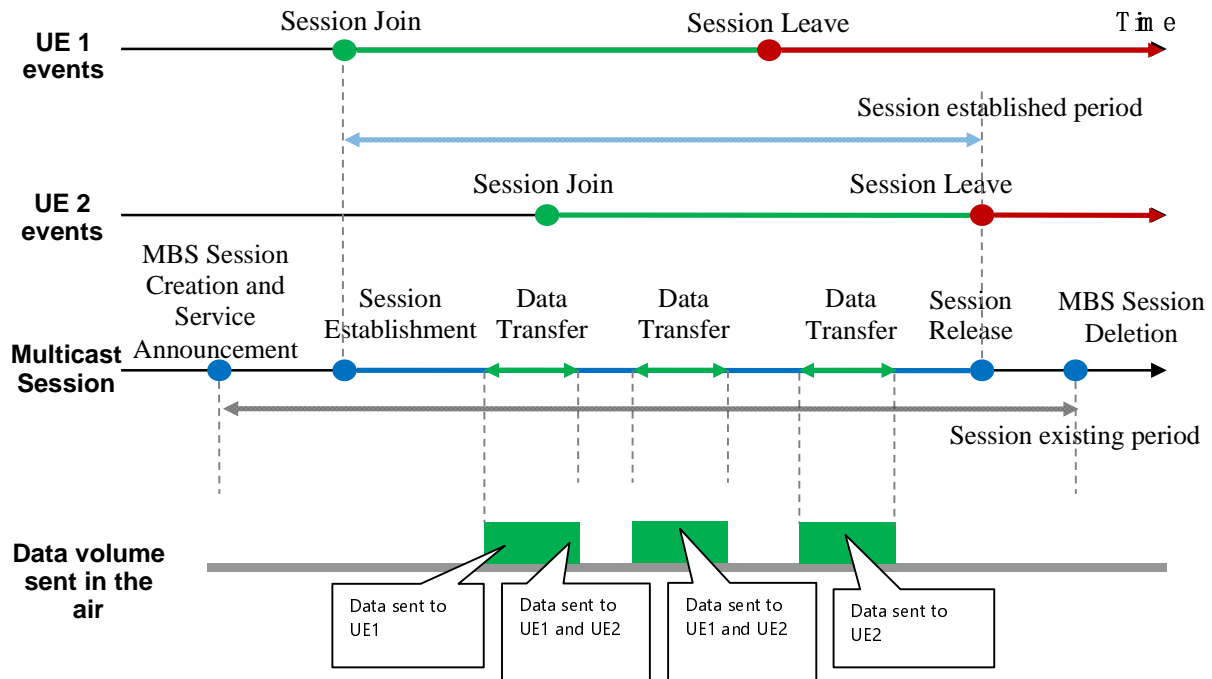 Session Join
Session Leave
Time
UE 1
events
Session established period
Session Join
Session Leave
UE 2
events
MBS Session
Creation and
Service
Announcement
Session
Establishment
Data
Transfer
Data
Transfer
Data
Transfer
Session
Release
MBS Session
Deletion
Multicast
Session
Session existing period
Data volume
sent in the
air
Data sent to
UE1
Data sent to
UE1 and UE2
Data sent to
UE1 and UE2
Data sent to
UE2